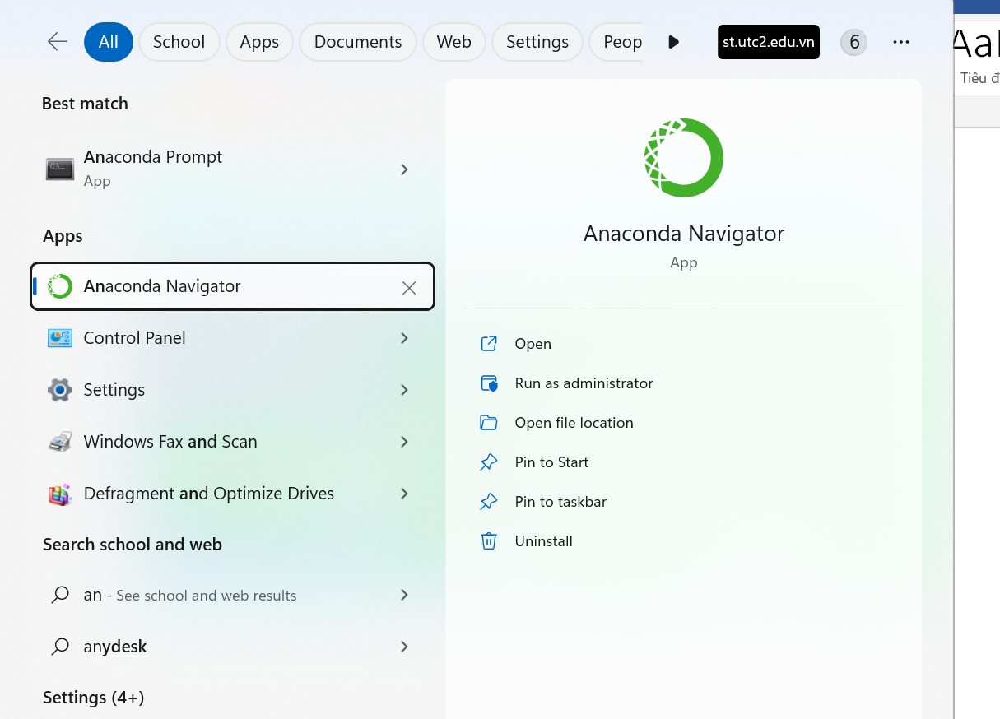 All
School
Apps
Documents
Web
Settings
Peop
st.utc2.edu.vn
6
Best match
Anaconda Prompt
App
Apps
Anaconda Navigator
Control Panel
Settings
Windows Fax and Scan
Defragment and Optimize Drives
Search school and web
an - See school and web results
anydesk
Settings (4+)
Anaconda Navigator
App
Open
Run as administrator
Open file location
Pin to Start
Pin to taskbar
Uninstall
Tiêu đ